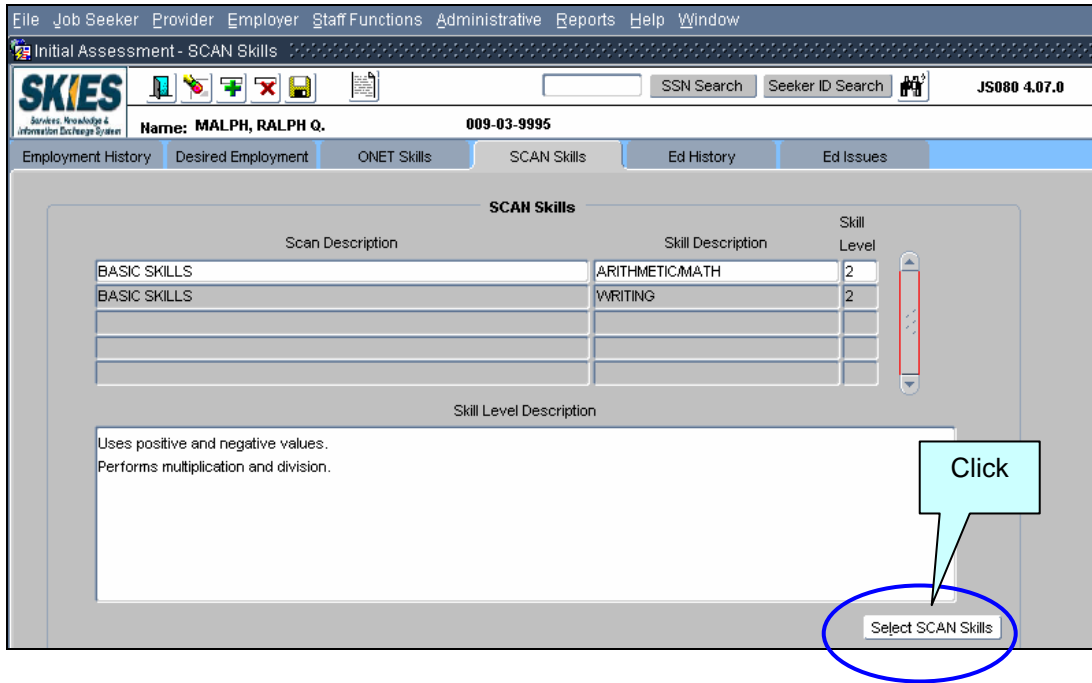 File Job Seeker Provider Employer Staff Functions Administrative Reports Help Window
Initial Assessment - SCAN Skills
SKIES
Services, Knowledge &
Information Exchange System
SSN Search Seeker ID Search JS080 4.07.0
Name: MALPH, RALPH Q. 009-03-9995
Employment History Desired Employment ONET Skills SCAN Skills Ed History Ed Issues
SCAN Skills
Scan Description Skill Description Skill Level
BASIC SKILLS ARITHMETIC/MATH 2
BASIC SKILLS WRITING 2
Skill Level Description
Uses positive and negative values.
Performs multiplication and division.
Click
Select SCAN Skills